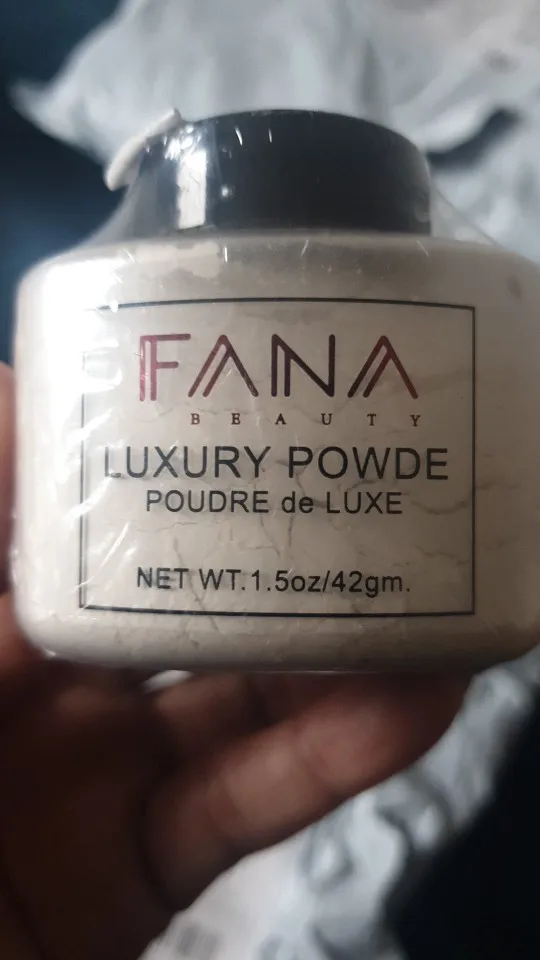 FANA
BEAUTY
LUXURY POWDE
POUDRE de LUXE
NET WT.1.5oz/42gm.